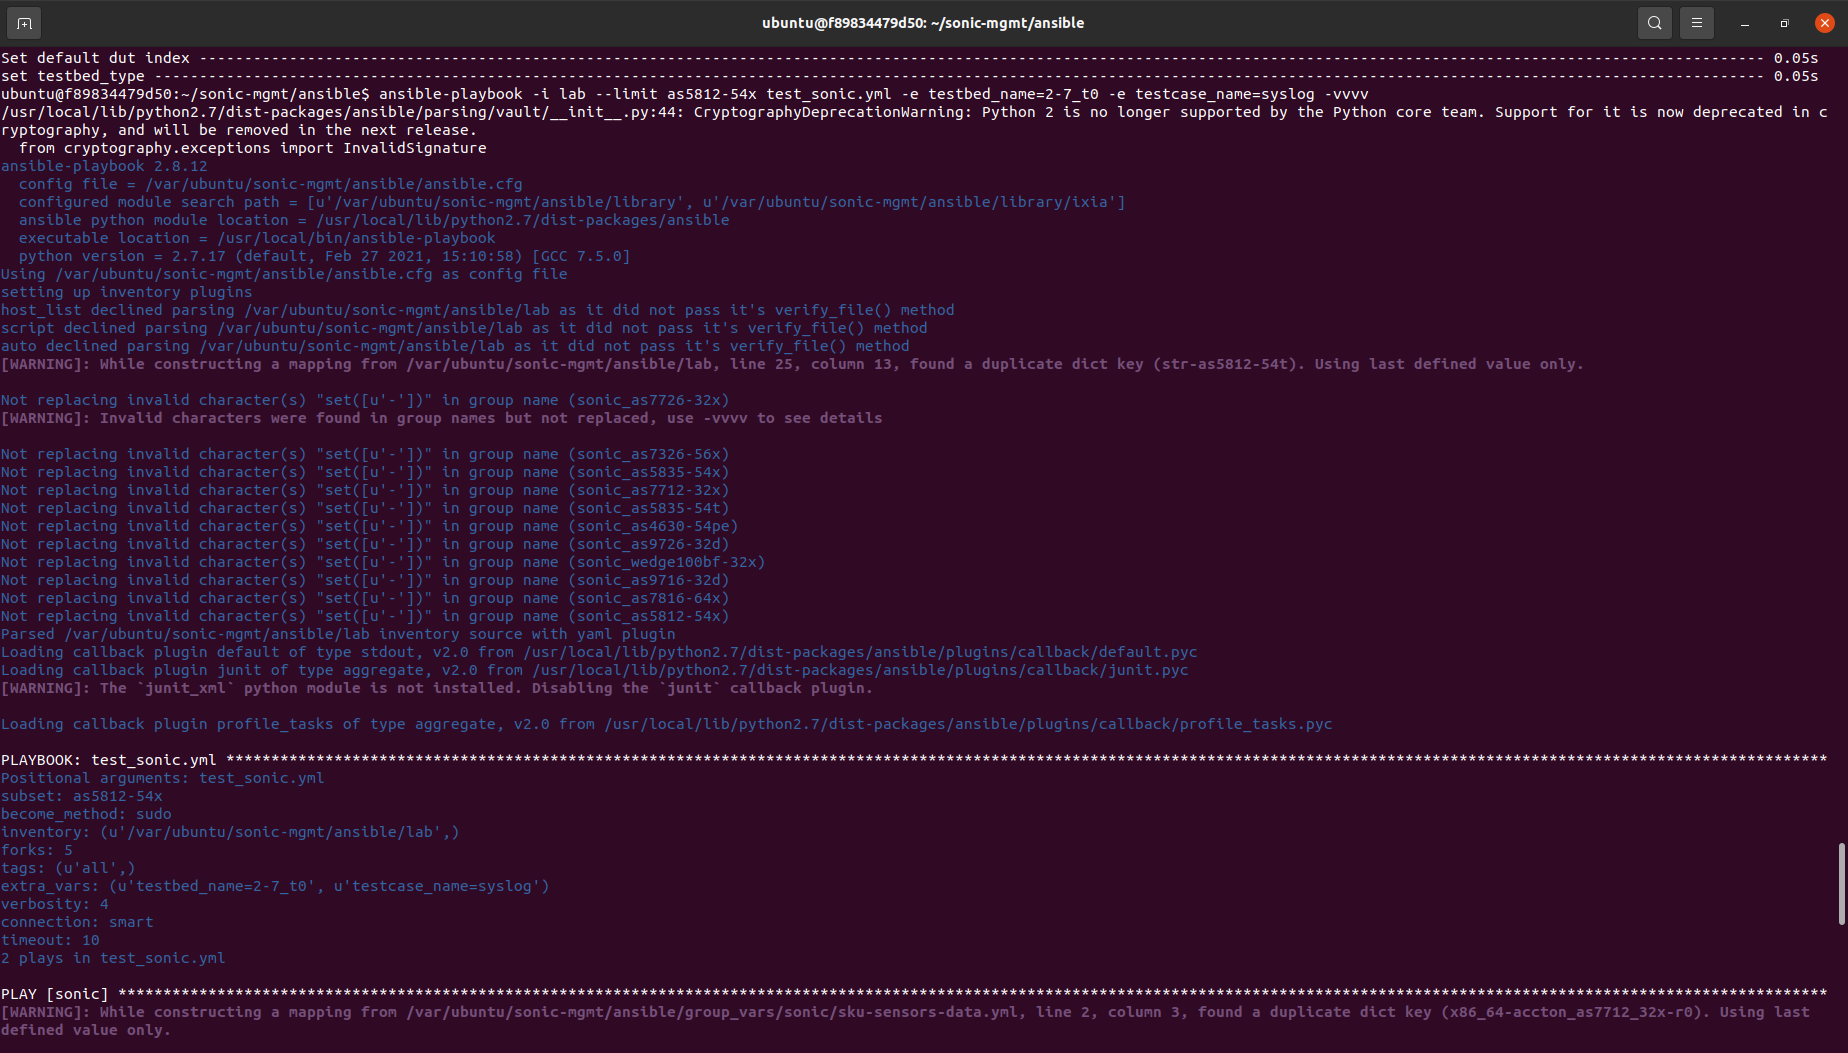 ubuntu@f89834479d50: ~/sonic-mgmt/ansible
Set default dut index ------------------------------------------------------------------------------------------------------------------------------------------------------------------------------ 0.05s
set testbed_type ----------------------------------------------------------------------------------------------------------------------------------------------------------------------------------- 0.05s
ubuntu@f89834479d50:~/sonic-mgmt/ansible$ ansible-playbook -i lab --limit as5812-54x test_sonic.yml -e testbed_name=2-7_t0 -e testcase_name=syslog -vvvv
/usr/local/lib/python2.7/dist-packages/ansible/parsing/vault/__init__.py:44: CryptographyDeprecationWarning: Python 2 is no longer supported by the Python core team. Support for it is now deprecated in c
ryptography, and will be removed in the next release.
  from cryptography.exceptions import InvalidSignature
ansible-playbook 2.8.12
  config file = /var/ubuntu/sonic-mgmt/ansible/ansible.cfg
  configured module search path = [u'/var/ubuntu/sonic-mgmt/ansible/library', u'/var/ubuntu/sonic-mgmt/ansible/library/ixia']
  ansible python module location = /usr/local/lib/python2.7/dist-packages/ansible
  executable location = /usr/local/bin/ansible-playbook
  python version = 2.7.17 (default, Feb 27 2021, 15:10:58) [GCC 7.5.0]
Using /var/ubuntu/sonic-mgmt/ansible/ansible.cfg as config file
setting up inventory plugins
host_list declined parsing /var/ubuntu/sonic-mgmt/ansible/lab as it did not pass it's verify_file() method
script declined parsing /var/ubuntu/sonic-mgmt/ansible/lab as it did not pass it's verify_file() method
auto declined parsing /var/ubuntu/sonic-mgmt/ansible/lab as it did not pass it's verify_file() method
[WARNING]: While constructing a mapping from /var/ubuntu/sonic-mgmt/ansible/lab, line 25, column 13, found a duplicate dict key (str-as5812-54t). Using last defined value only.
Not replacing invalid character(s) "set([u'-'])" in group name (sonic_as7726-32x)
[WARNING]: Invalid characters were found in group names but not replaced, use -vvvv to see details
Not replacing invalid character(s) "set([u'-'])" in group name (sonic_as7326-56x)
Not replacing invalid character(s) "set([u'-'])" in group name (sonic_as5835-54x)
Not replacing invalid character(s) "set([u'-'])" in group name (sonic_as7712-32x)
Not replacing invalid character(s) "set([u'-'])" in group name (sonic_as5835-54t)
Not replacing invalid character(s) "set([u'-'])" in group name (sonic_as4630-54pe)
Not replacing invalid character(s) "set([u'-'])" in group name (sonic_as9726-32d)
Not replacing invalid character(s) "set([u'-'])" in group name (sonic_wedge100bf-32x)
Not replacing invalid character(s) "set([u'-'])" in group name (sonic_as9716-32d)
Not replacing invalid character(s) "set([u'-'])" in group name (sonic_as7816-64x)
Not replacing invalid character(s) "set([u'-'])" in group name (sonic_as5812-54x)
Parsed /var/ubuntu/sonic-mgmt/ansible/lab inventory source with yaml plugin
Loading callback plugin default of type stdout, v2.0 from /usr/local/lib/python2.7/dist-packages/ansible/plugins/callback/default.pyc
Loading callback plugin junit of type aggregate, v2.0 from /usr/local/lib/python2.7/dist-packages/ansible/plugins/callback/junit.pyc
[WARNING]: The `junit_xml` python module is not installed. Disabling the `junit` callback plugin.
Loading callback plugin profile_tasks of type aggregate, v2.0 from /usr/local/lib/python2.7/dist-packages/ansible/plugins/callback/profile_tasks.pyc
PLAYBOOK: test_sonic.yml **********************************************************************************************************************************************************************************
Positional arguments: test_sonic.yml
subset: as5812-54x
become_method: sudo
inventory: (u'/var/ubuntu/sonic-mgmt/ansible/lab',)
forks: 5
tags: (u'all',)
extra_vars: (u'testbed_name=2-7_t0', u'testcase_name=syslog')
verbosity: 4
connection: smart
timeout: 10
2 plays in test_sonic.yml
PLAY [sonic] **********************************************************************************************************************************************************************************************
[WARNING]: While constructing a mapping from /var/ubuntu/sonic-mgmt/ansible/group_vars/sonic/sku-sensors-data.yml, line 2, column 3, found a duplicate dict key (x86_64-accton_as7712_32x-r0). Using last
defined value only.